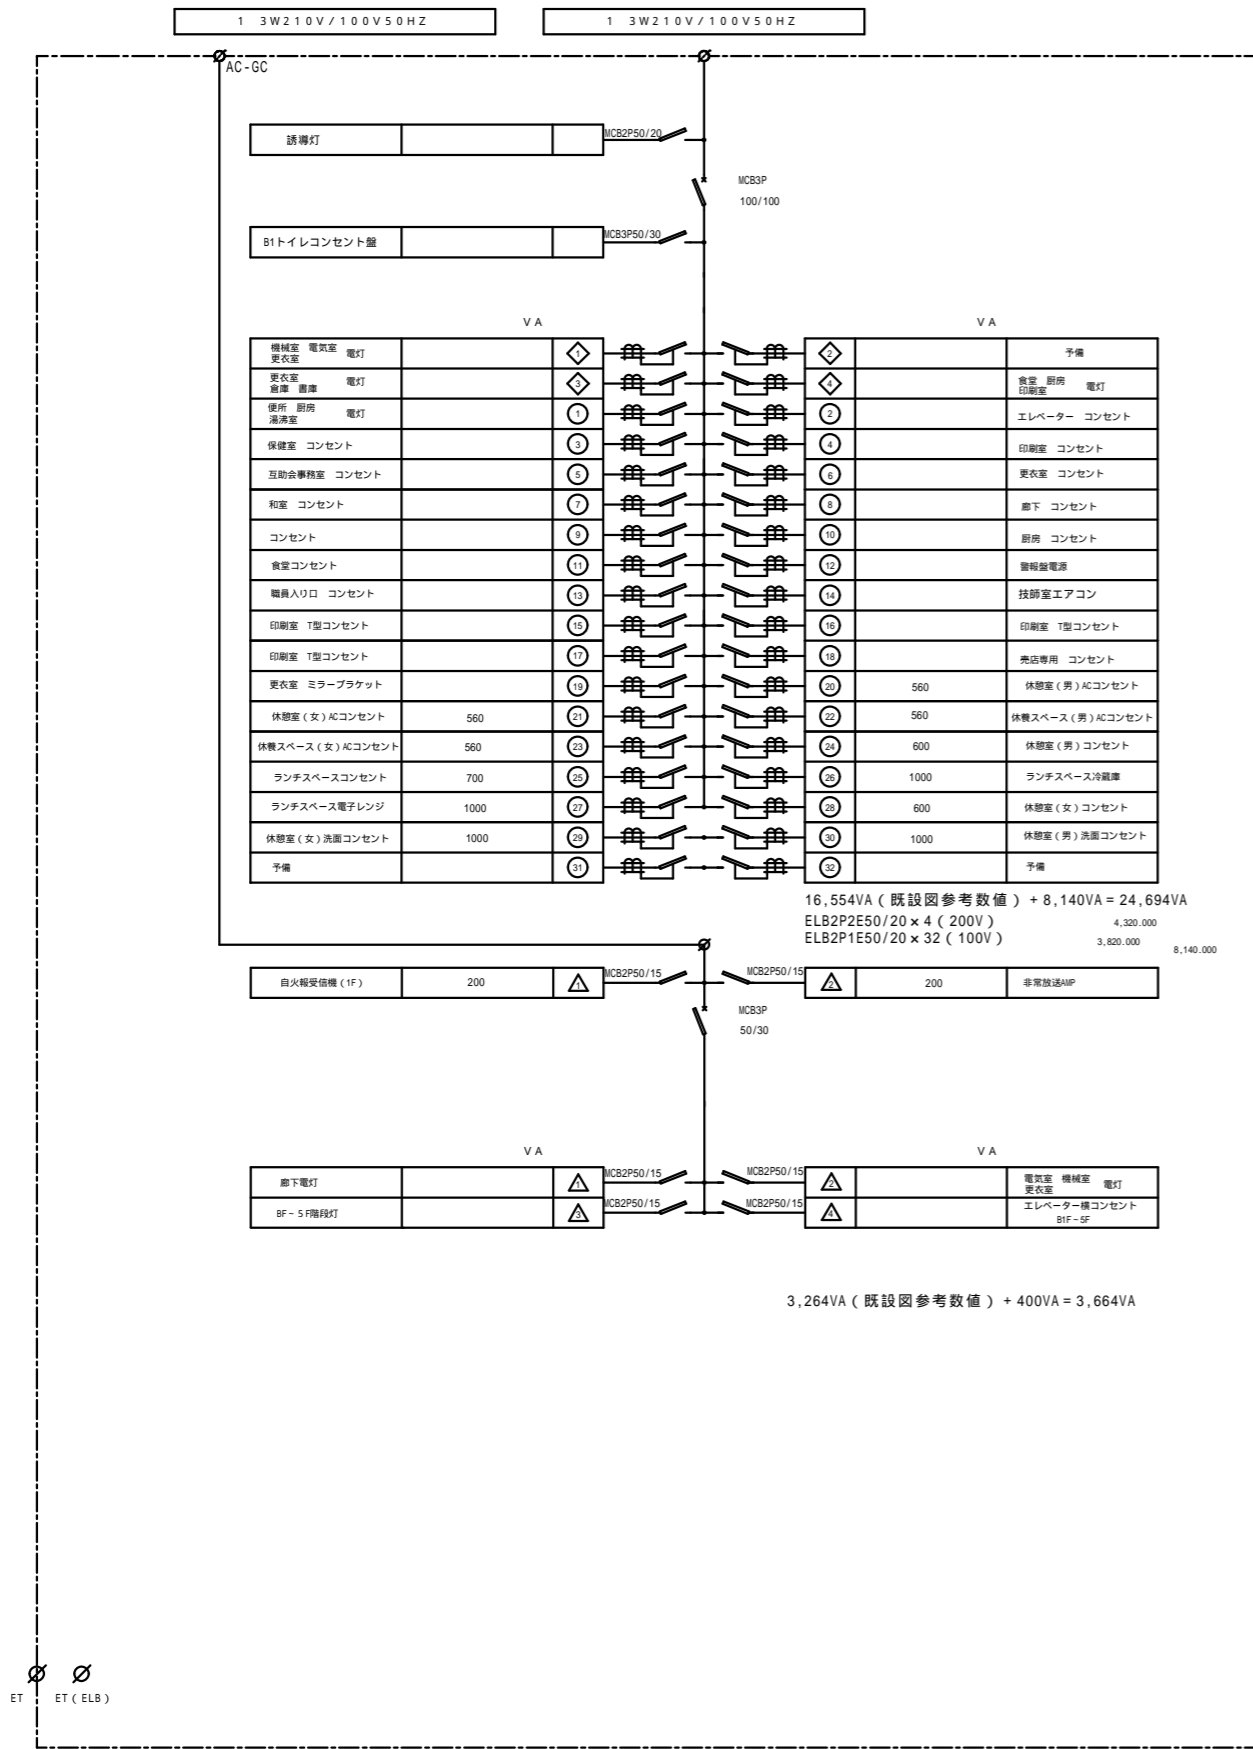 1 3W210V/100V50HZ
1 3W210V/100V50HZ
AC-GC
誘導灯
MCB2P50/20
MCB3P
100/100
B1トイレコンセント盤
MCB3P50/30
VA
VA
機械室 電気室
更衣室 電灯
1
2
予備
更衣室
倉庫 書庫 電灯
3
4
食堂 厨房
印刷室 電灯
便所 厨房
湯沸室 電灯
1
2
エレベーター コンセント
保健室 コンセント
3
4
印刷室 コンセント
互助会事務室 コンセント
5
6
更衣室 コンセント
和室 コンセント
7
8
廊下 コンセント
コンセント
9
10
厨房 コンセント
食堂コンセント
11
12
警報盤電源
職員入り口 コンセント
13
14
技師室エアコン
印刷室 T型コンセント
15
16
印刷室 T型コンセント
印刷室 T型コンセント
17
18
売店専用 コンセント
更衣室 ミラーブラケット
19
20
560
休憩室(男)ACコンセント
休憩室(女)ACコンセント
560
21
22
560
休養スペース(男)ACコンセント
休養スペース(女)ACコンセント
560
23
24
600
休憩室(男)コンセント
ランチスペースコンセント
700
25
26
1000
ランチスペース冷蔵庫
ランチスペース電子レンジ
1000
27
28
600
休憩室(女)コンセント
休憩室(女)洗面コンセント
1000
29
30
1000
休憩室(男)洗面コンセント
予備
31
32
予備
16,554VA(既設図参考数値)+8,140VA=24,694VA
ELB2P2E50/20×4(200V)
4,320.000
ELB2P1E50/20×32(100V)
3,820.000
8,140.000
自火報受信機(1F)
200
1
MCB2P50/15
MCB2P50/15
2
200
非常放送AMP
MCB3P
50/30
VA
VA
廊下電灯
1
MCB2P50/15
MCB2P50/15
2
電気室 機械室
更衣室 電灯
BF-5F階段灯
3
MCB2P50/15
MCB2P50/15
4
エレベーター横コンセント
B1F-5F
3,264VA(既設図参考数値)+400VA=3,664VA
ET
ET(ELB)